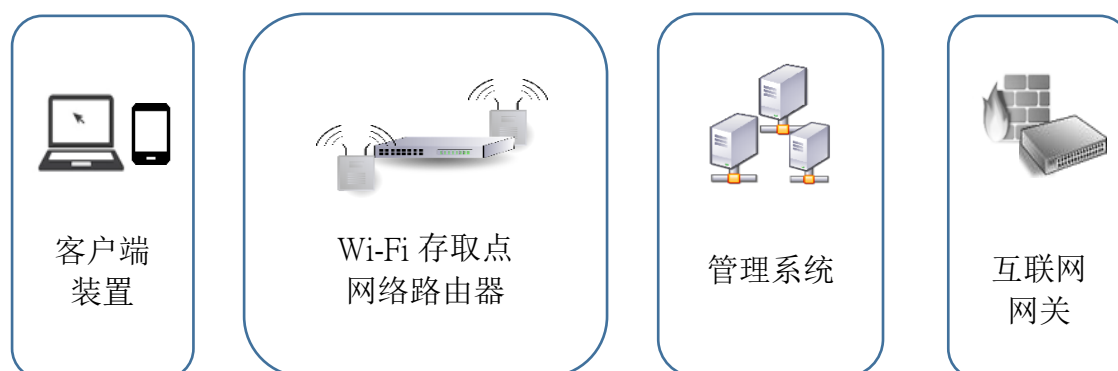 客户端
装置
Wi-Fi 存取点
网络路由器
管理系统
互联网
网关